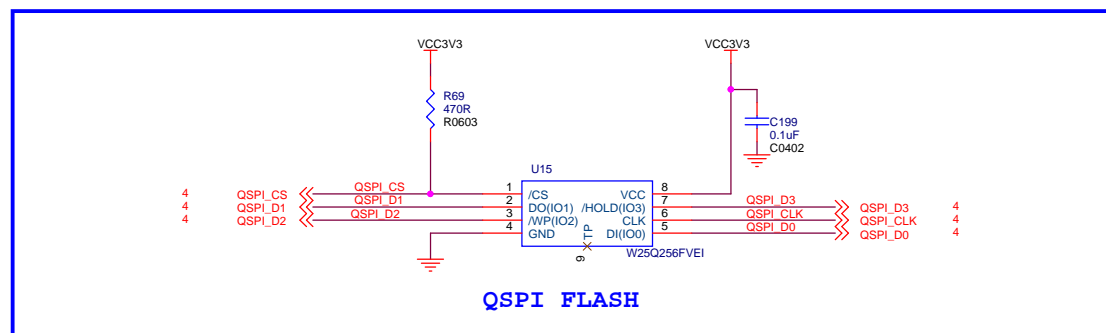 VCC3V3
VCC3V3
R69
470R
R0603
C199
0.1uF
C0402
U15
4 QSPI_CS QSPI_CS 1 /CS VCC 8
4 QSPI_D1 QSPI_D1 2 DO(IO1) /HOLD(IO3) 7 QSPI_D3 QSPI_D3 4
4 QSPI_D2 QSPI_D2 3 /WP(IO2) CLK 6 QSPI_CLK QSPI_CLK 4
4 GND DI(IO0) 5 QSPI_D0 QSPI_D0 4
TP
9
W25Q256FVEI
QSPI FLASH